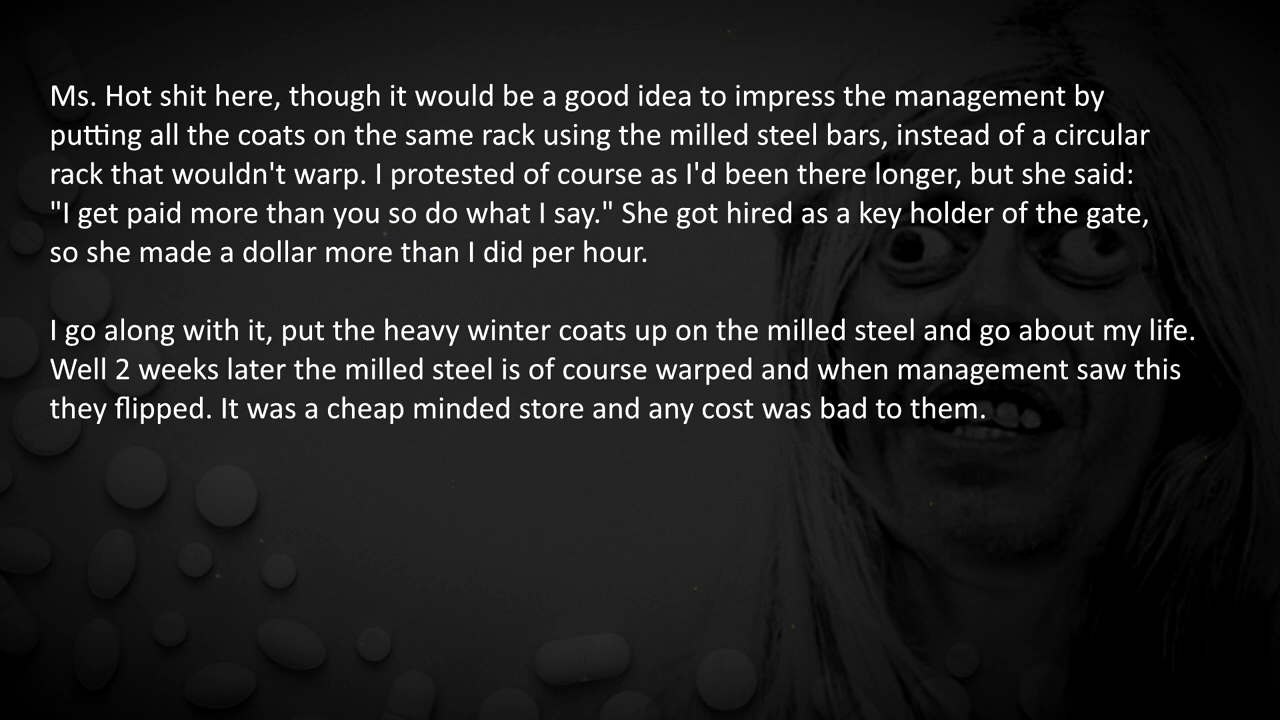 Ms. Hot shit here, though it would be a good idea to impress the management by
putting all the coats on the same rack using the milled steel bars, instead of a circular
rack that wouldn't warp. I protested of course as I'd been there longer, but she said:
"I get paid more than you so do what I say." She got hired as a key holder of the gate,
so she made a dollar more than I did per hour.
I go along with it, put the heavy winter coats up on the milled steel and go about my life.
Well 2 weeks later the milled steel is of course warped and when management saw this
they flipped. It was a cheap minded store and any cost was bad to them.